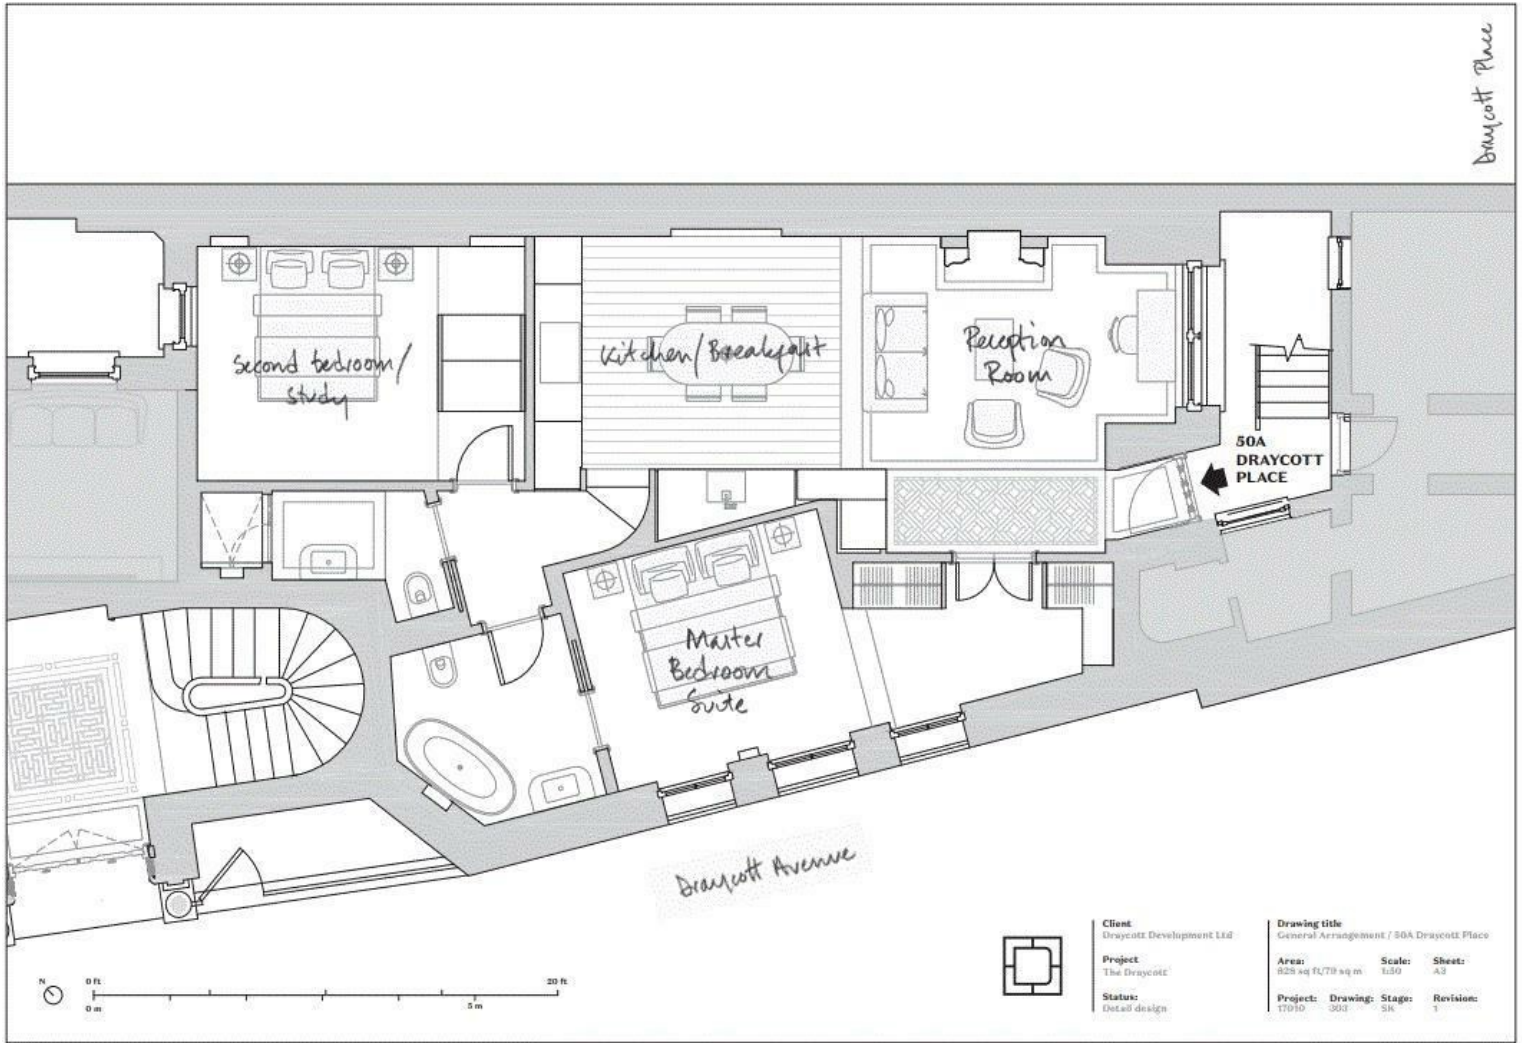 Draycott Place
Second bedroom/
Study
Kitchen/Breakfast
Reception
Room
50A
DRAYCOTT
PLACE
Master
Bedroom
Suite
Draycott Avenue
N
0 ft
20 ft
0 m
5 m
Client
Draycott Development Ltd
Project
The Draycott
Status:
Detail design
Drawing title
General Arrangement / 50A Draycott Place
Area: Scale: Sheet:
828 sq ft/79 sq m 1:50 A3
Project: Drawing: Stage: Revision:
17010 303 SK 1